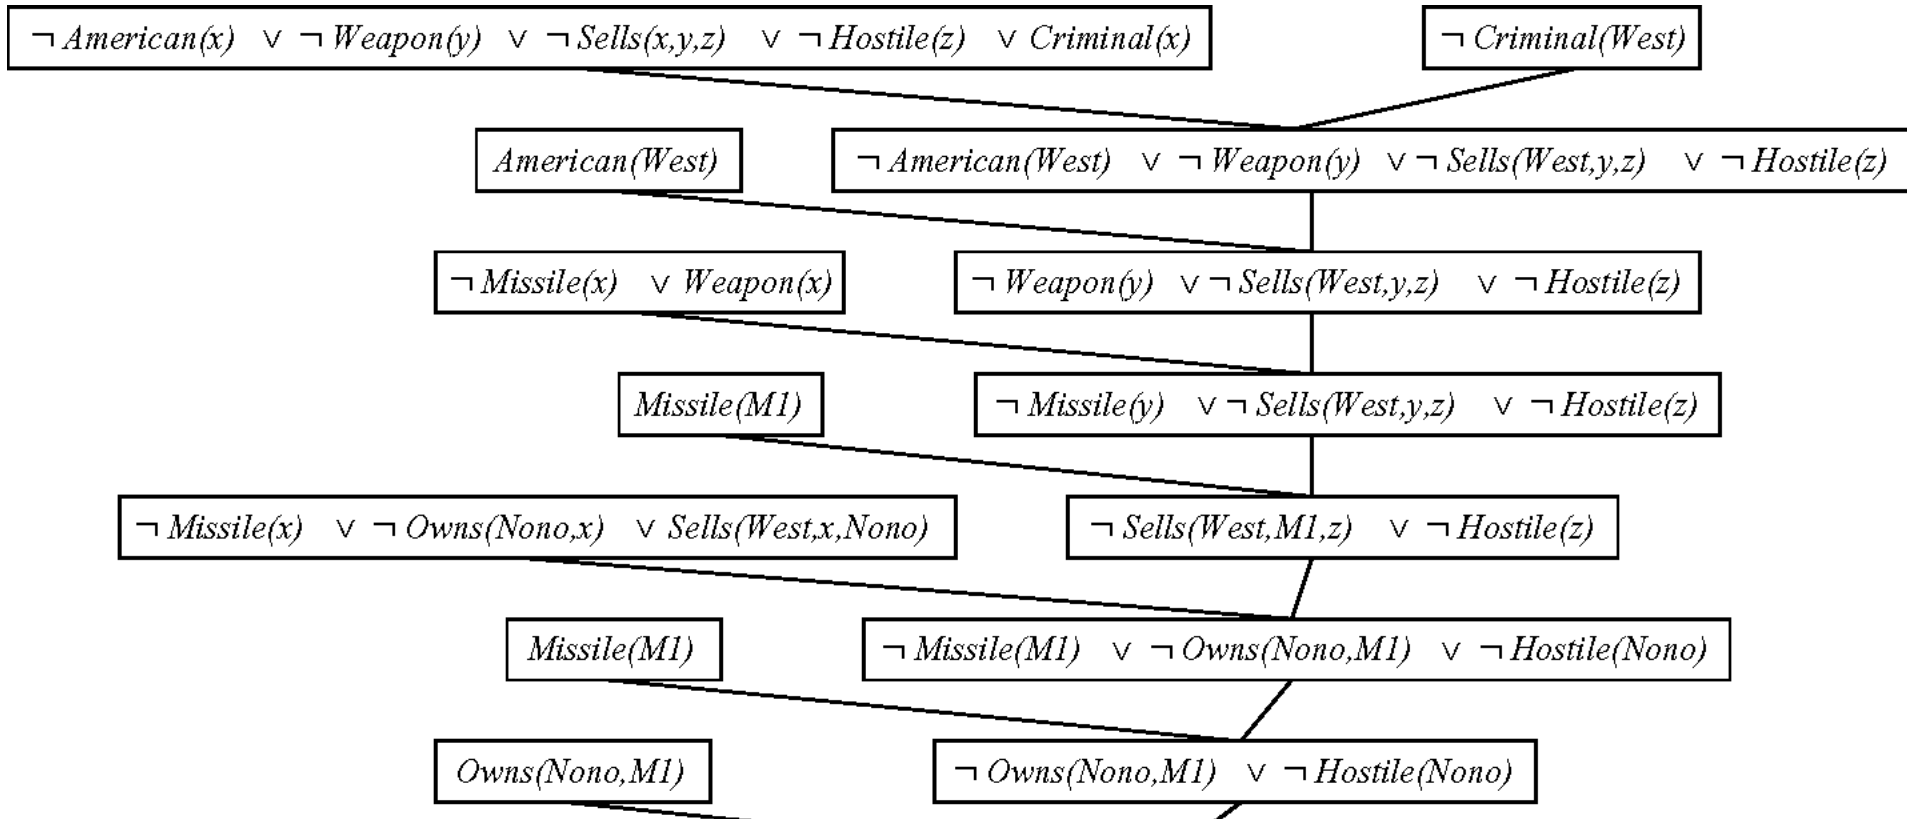 ¬ American(x) ∨ ¬ Weapon(y) ∨ ¬ Sells(x,y,z) ∨ ¬ Hostile(z) ∨ Criminal(x)
¬ Criminal(West)
American(West)
¬ American(West) ∨ ¬ Weapon(y) ∨ ¬ Sells(West,y,z) ∨ ¬ Hostile(z)
¬ Missile(x) ∨ Weapon(x)
¬ Weapon(y) ∨ ¬ Sells(West,y,z) ∨ ¬ Hostile(z)
Missile(M1)
¬ Missile(y) ∨ ¬ Sells(West,y,z) ∨ ¬ Hostile(z)
¬ Missile(x) ∨ ¬ Owns(Nono,x) ∨ Sells(West,x,Nono)
¬ Sells(West,M1,z) ∨ ¬ Hostile(z)
Missile(M1)
¬ Missile(M1) ∨ ¬ Owns(Nono,M1) ∨ ¬ Hostile(Nono)
Owns(Nono,M1)
¬ Owns(Nono,M1) ∨ ¬ Hostile(Nono)